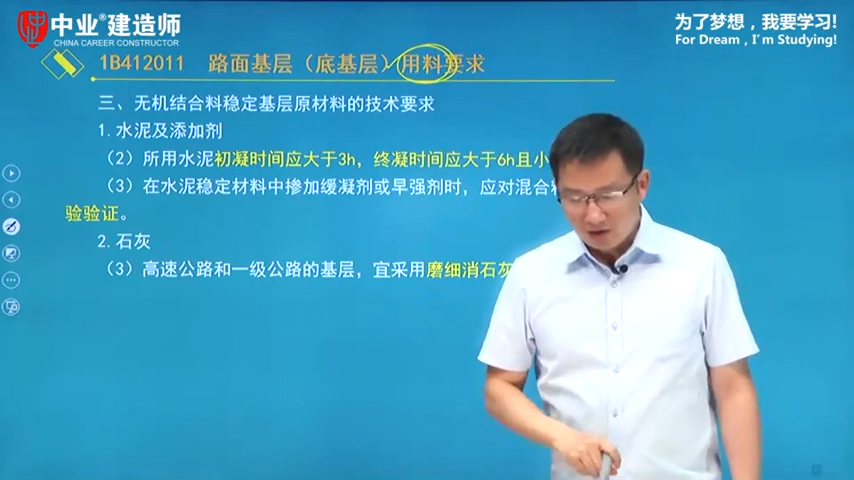 中业®建造师
CHINA CAREER CONSTRUCTOR
为了梦想，我要学习!
For Dream , I'm Studying!
1B412011 路面基层（底基层）用料要求
三、无机结合料稳定基层原材料的技术要求
1.水泥及添加剂
（2）所用水泥初凝时间应大于3h，终凝时间应大于6h且小
（3）在水泥稳定材料中掺加缓凝剂或早强剂时，应对混合
验验证。
2.石灰
（3）高速公路和一级公路的基层，宜采用磨细消石灰